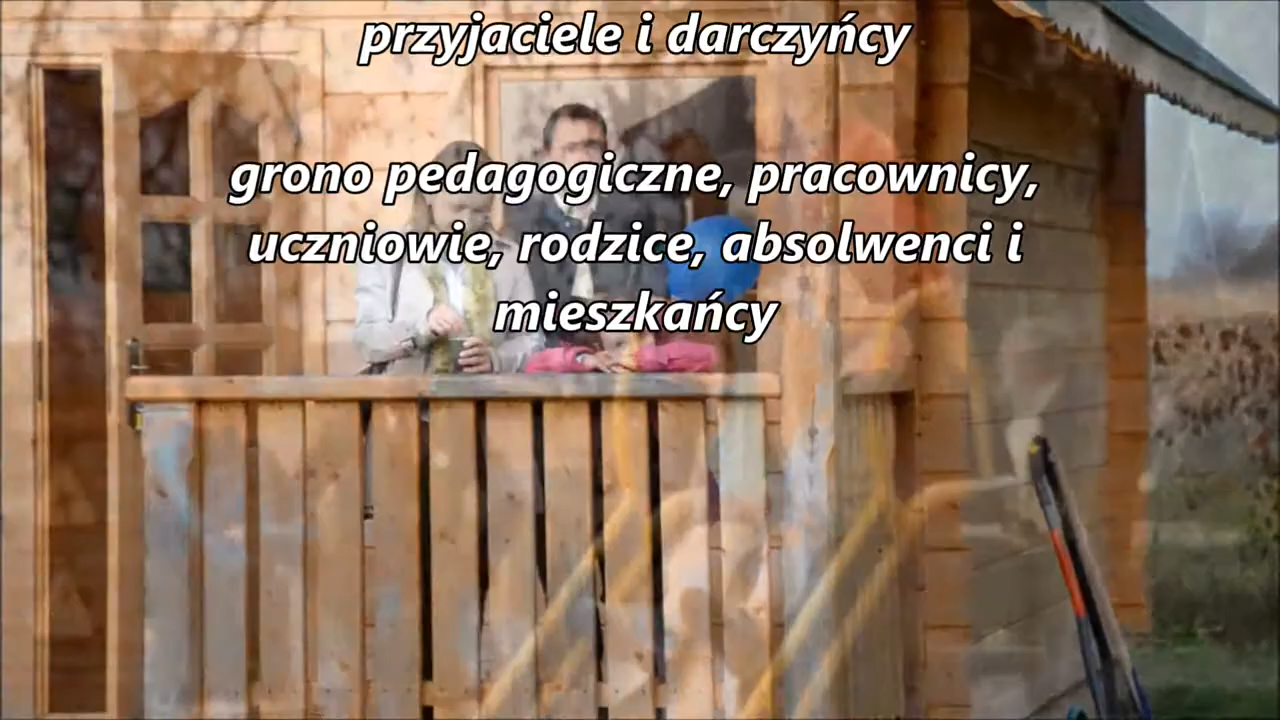 przyjaciele i darczyńcy
grono pedagogiczne, pracownicy,
uczniowie, rodzice, absolwenci i
mieszkańcy